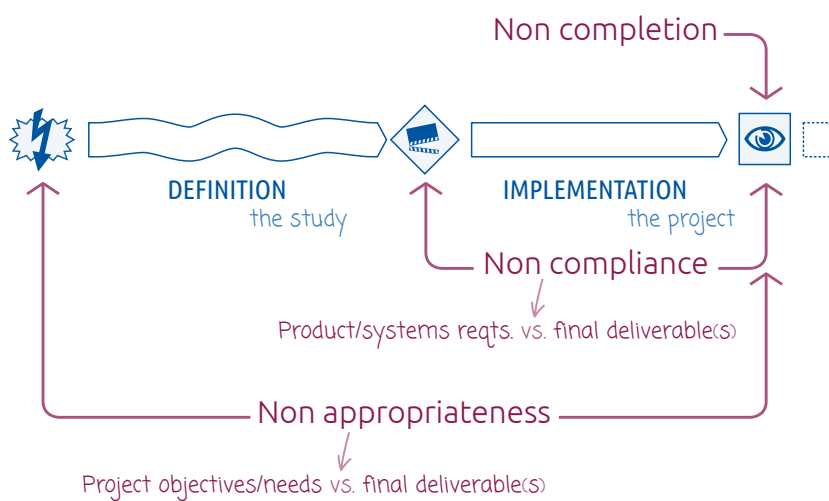 Non completion
DEFINITION
the study
IMPLEMENTATION
the project
Non compliance
Product/systems reqts. vs. final deliverable(s)
Non appropriateness
Project objectives/needs vs. final deliverable(s)